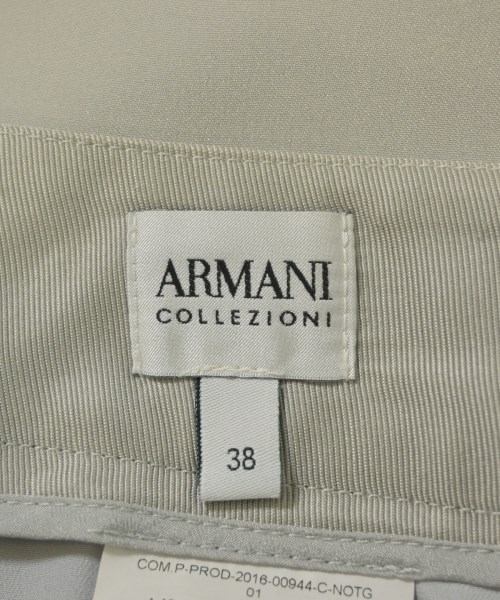 ARMANI
COLLEZIONI
38
COM.P-PROD-2016-00944-C-NOTG
01